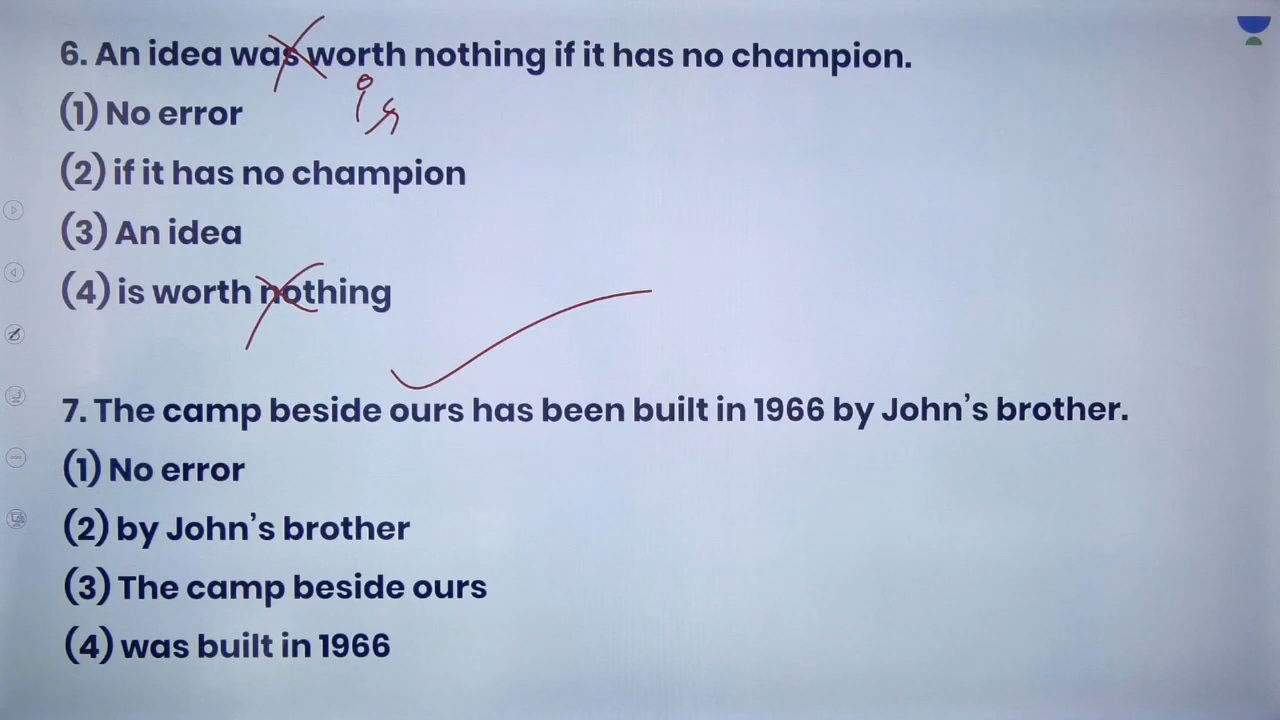 6. An idea was worth nothing if it has no champion.
is
(1) No error
(2) if it has no champion
(3) An idea
(4) is worth nothing
7. The camp beside ours has been built in 1966 by John's brother.
(1) No error
(2) by John's brother
(3) The camp beside ours
(4) was built in 1966